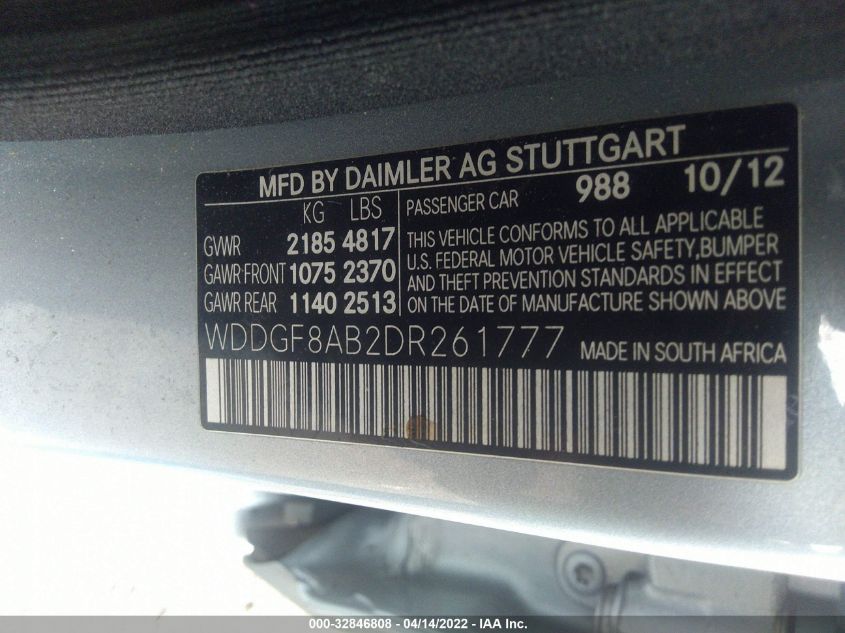 MFD BY DAIMLER AG STUTTGART
KG LBS
GVWR 2185 4817
GAWR FRONT 1075 2370
GAWR REAR 1140 2513
PASSENGER CAR 988 10/12
THIS VEHICLE CONFORMS TO ALL APPLICABLE
U.S. FEDERAL MOTOR VEHICLE SAFETY,BUMPER
AND THEFT PREVENTION STANDARDS IN EFFECT
ON THE DATE OF MANUFACTURE SHOWN ABOVE
WDDGF8AB2DR261777 MADE IN SOUTH AFRICA
000-32846808 - 04/14/2022 - IAA Inc.